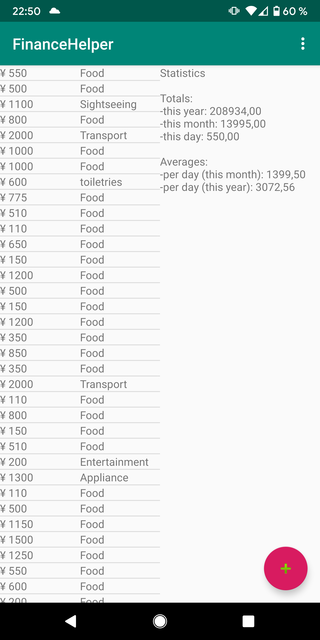 22:50
60 %
FinanceHelper
¥ 550 Food
¥ 500 Food
¥ 1100 Sightseeing
¥ 800 Food
¥ 2000 Transport
¥ 1000 Food
¥ 1000 Food
¥ 600 toiletries
¥ 775 Food
¥ 510 Food
¥ 110 Food
¥ 650 Food
¥ 150 Food
¥ 1200 Food
¥ 500 Food
¥ 150 Food
¥ 1200 Food
¥ 350 Food
¥ 850 Food
¥ 350 Food
¥ 2000 Transport
¥ 110 Food
¥ 800 Food
¥ 150 Food
¥ 510 Food
¥ 200 Entertainment
¥ 1300 Appliance
¥ 110 Food
¥ 500 Food
¥ 1150 Food
¥ 1500 Food
¥ 1250 Food
¥ 550 Food
¥ 600 Food
¥ 200 Food
Statistics
Totals:
-this year: 208934,00
-this month: 13995,00
-this day: 550,00
Averages:
-per day (this month): 1399,50
-per day (this year): 3072,56
+